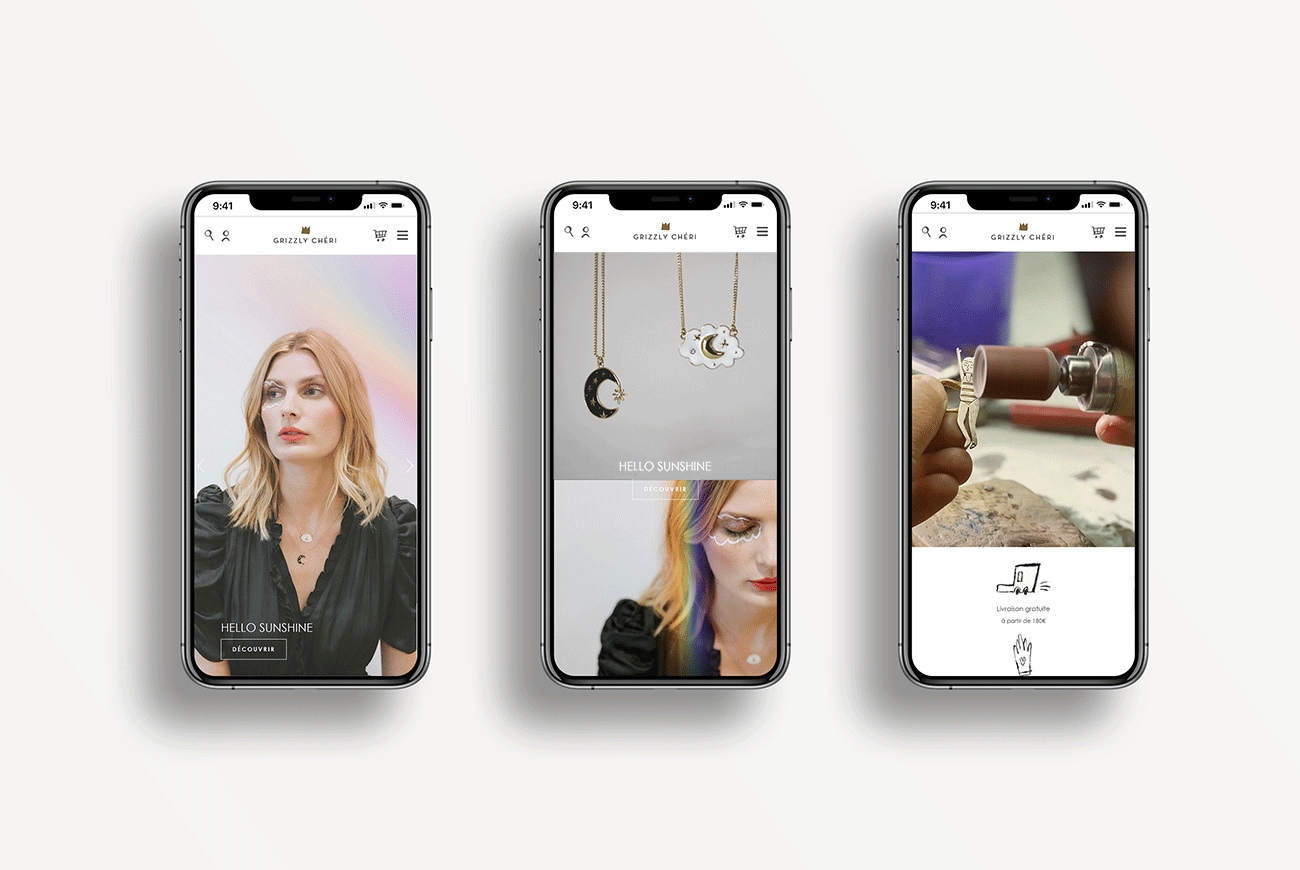 9:41
GRIZZLY CHÉRI
HELLO SUNSHINE
DÉCOUVRIR
9:41
GRIZZLY CHÉRI
HELLO SUNSHINE
DÉCOUVRIR
9:41
GRIZZLY CHÉRI
Livraison gratuite
à partir de 180€